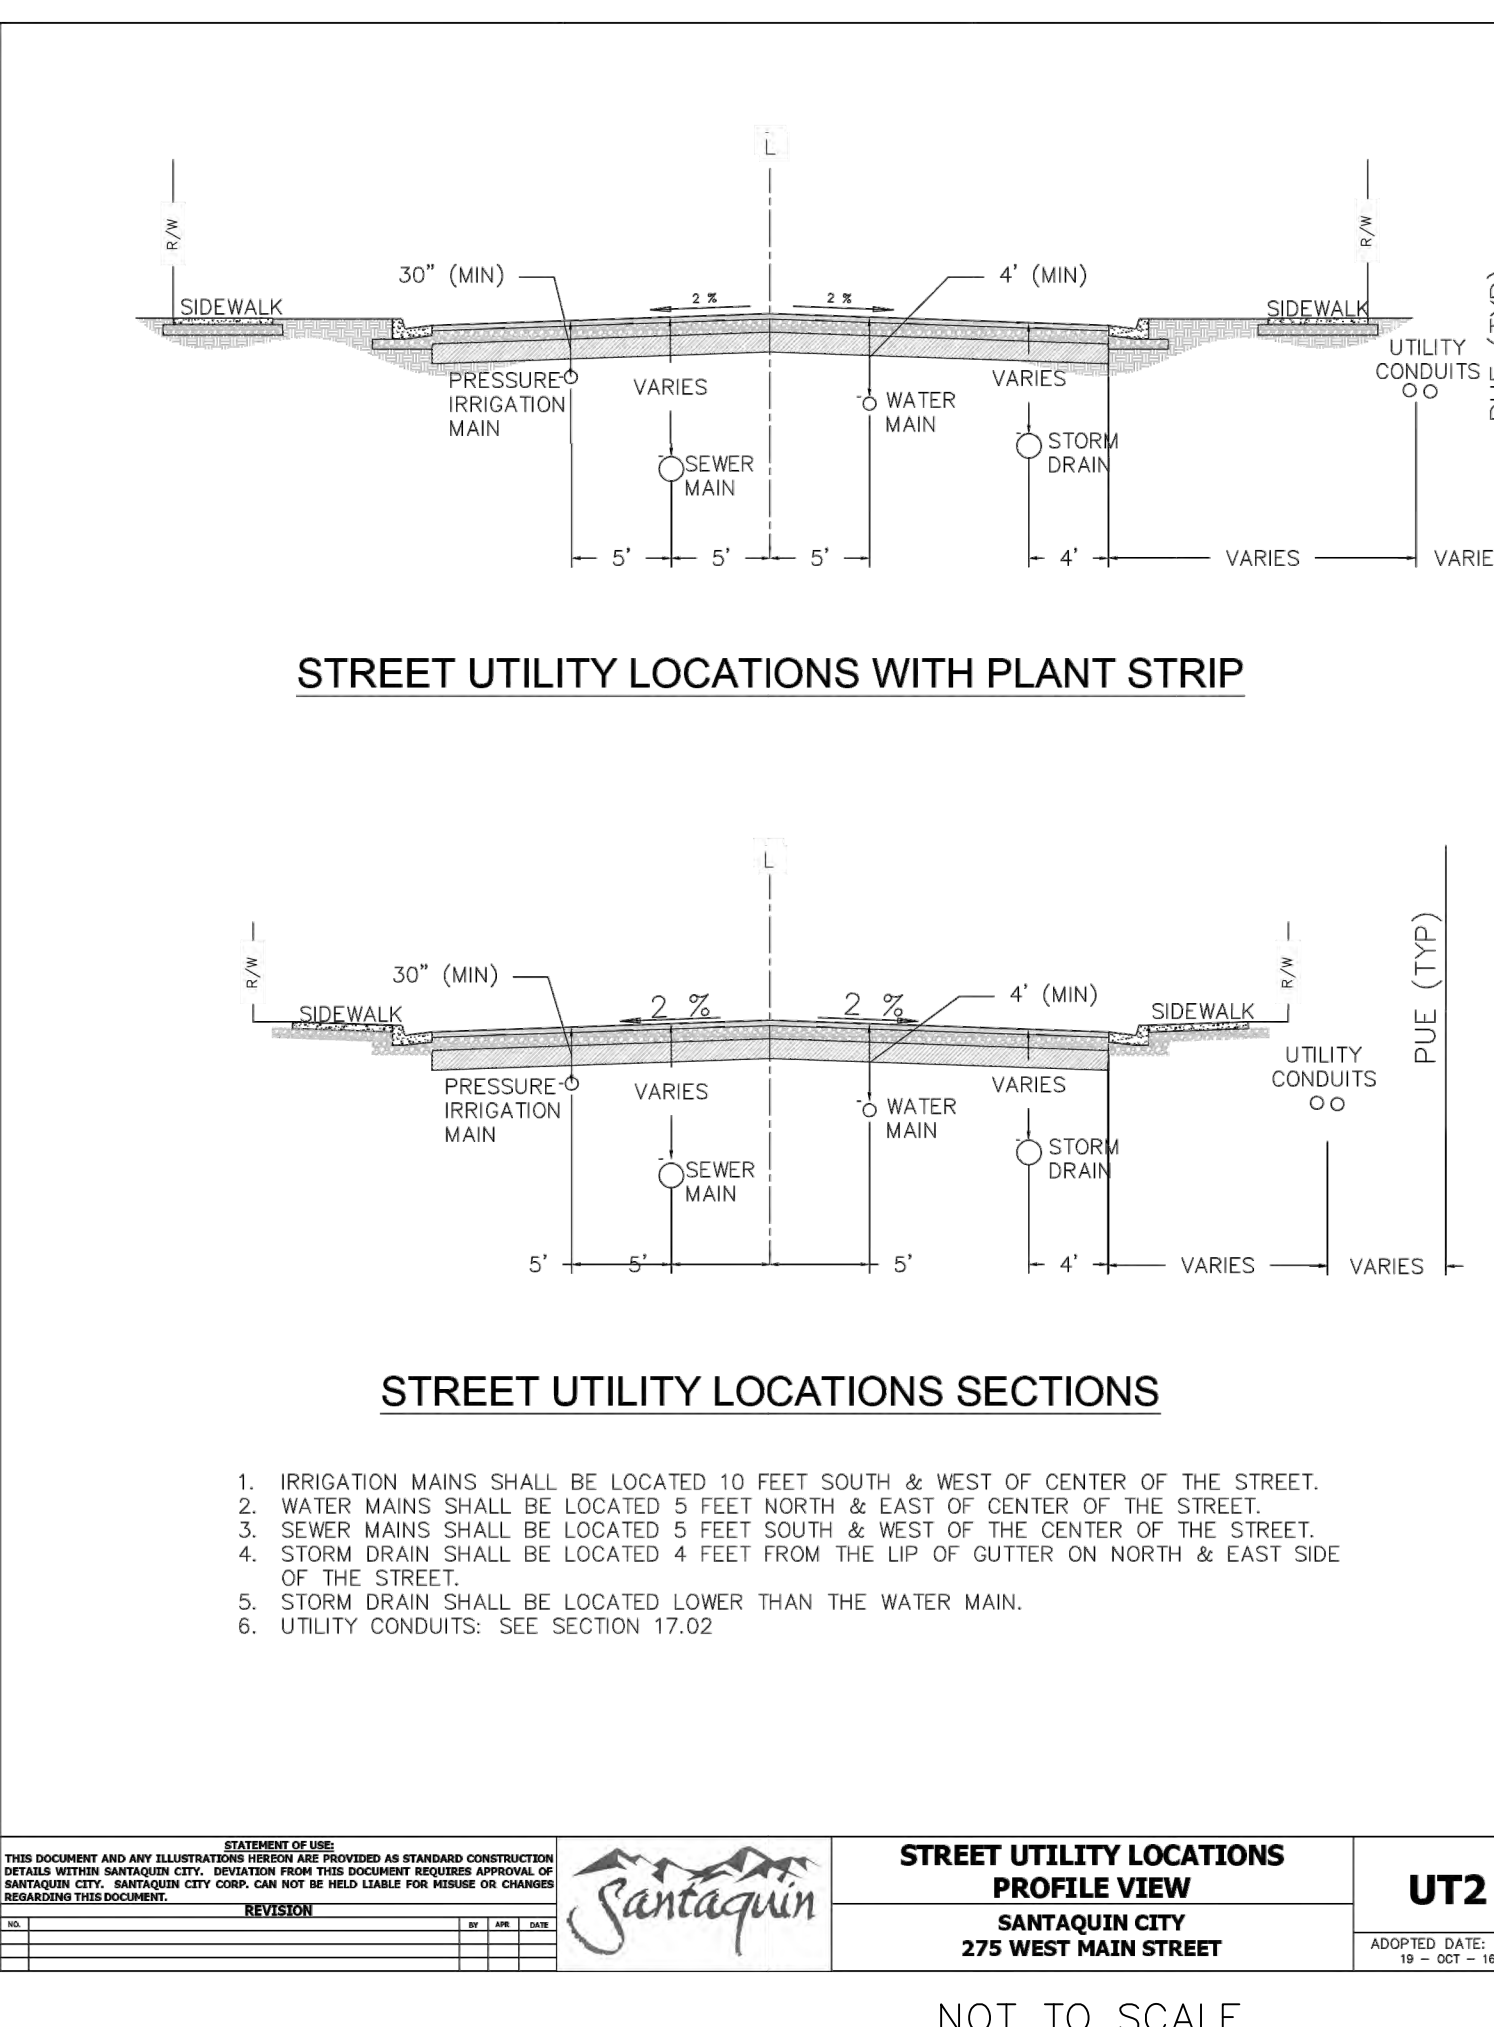 L
R/W
R/W
30" (MIN)
4' (MIN)
2 %
2 %
SIDEWALK
SIDEWALK
UTILITY
CONDUITS
PRESSURE
IRRIGATION
MAIN
VARIES
WATER
MAIN
VARIES
STORM
DRAIN
SEWER
MAIN
5'
5'
5'
4'
VARIES
VARIE
STREET UTILITY LOCATIONS WITH PLANT STRIP
L
R/W
R/W
PUE (TYP)
30" (MIN)
4' (MIN)
2 %
2 %
SIDEWALK
SIDEWALK
UTILITY
CONDUITS
PRESSURE
IRRIGATION
MAIN
VARIES
WATER
MAIN
VARIES
STORM
DRAIN
SEWER
MAIN
5'
5'
5'
4'
VARIES
VARIES
STREET UTILITY LOCATIONS SECTIONS
1. IRRIGATION MAINS SHALL BE LOCATED 10 FEET SOUTH & WEST OF CENTER OF THE STREET.
2. WATER MAINS SHALL BE LOCATED 5 FEET NORTH & EAST OF CENTER OF THE STREET.
3. SEWER MAINS SHALL BE LOCATED 5 FEET SOUTH & WEST OF THE CENTER OF THE STREET.
4. STORM DRAIN SHALL BE LOCATED 4 FEET FROM THE LIP OF GUTTER ON NORTH & EAST SIDE
OF THE STREET.
5. STORM DRAIN SHALL BE LOCATED LOWER THAN THE WATER MAIN.
6. UTILITY CONDUITS: SEE SECTION 17.02
STATEMENT OF USE:
THIS DOCUMENT AND ANY ILLUSTRATIONS HEREON ARE PROVIDED AS STANDARD CONSTRUCTION
DETAILS WITHIN SANTAQUIN CITY. DEVIATION FROM THIS DOCUMENT REQUIRES APPROVAL OF
SANTAQUIN CITY. SANTAQUIN CITY CORP. CAN NOT BE HELD LIABLE FOR MISUSE OR CHANGES
REGARDING THIS DOCUMENT.
REVISION
NO. BY APR DATE
Santaquin
STREET UTILITY LOCATIONS
PROFILE VIEW
SANTAQUIN CITY
275 WEST MAIN STREET
UT2
ADOPTED DATE:
19 - OCT - 16
NOT TO SCALE